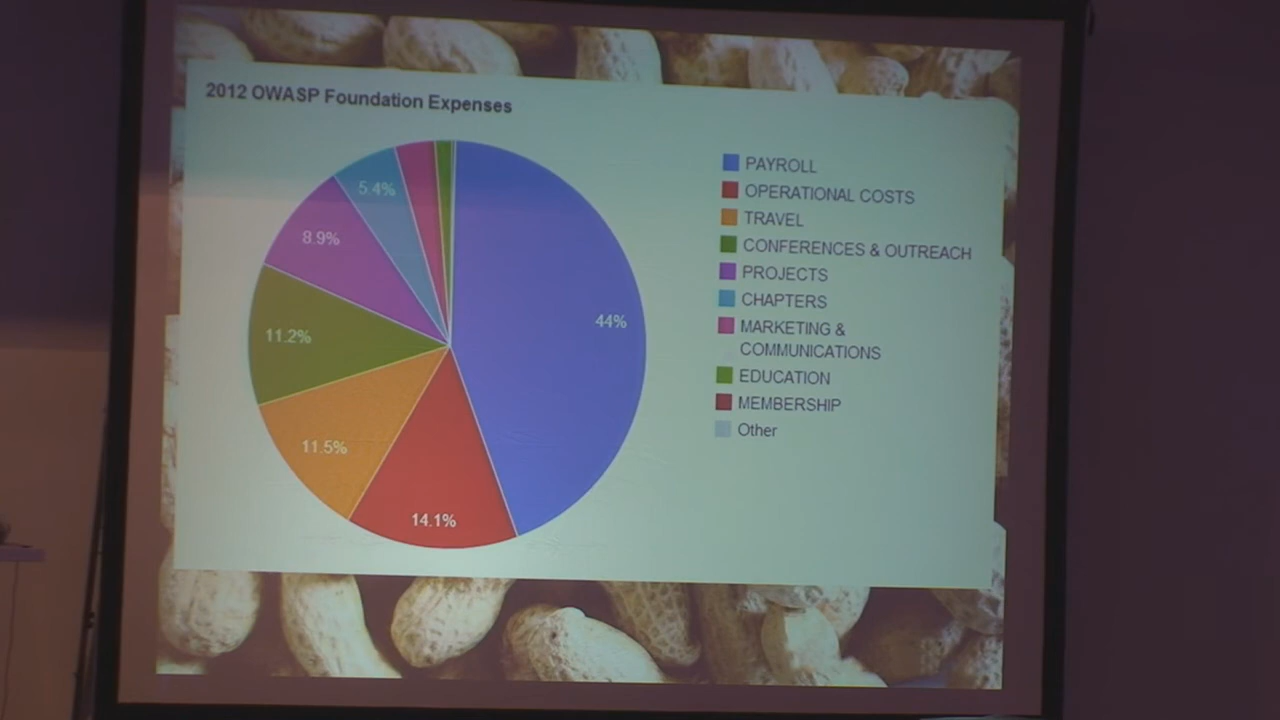 2012 OWASP Foundation Expenses
5.4%
8.9%
44%
11.2%
11.5%
14.1%
PAYROLL
OPERATIONAL COSTS
TRAVEL
CONFERENCES & OUTREACH
PROJECTS
CHAPTERS
MARKETING &
COMMUNICATIONS
EDUCATION
MEMBERSHIP
Other